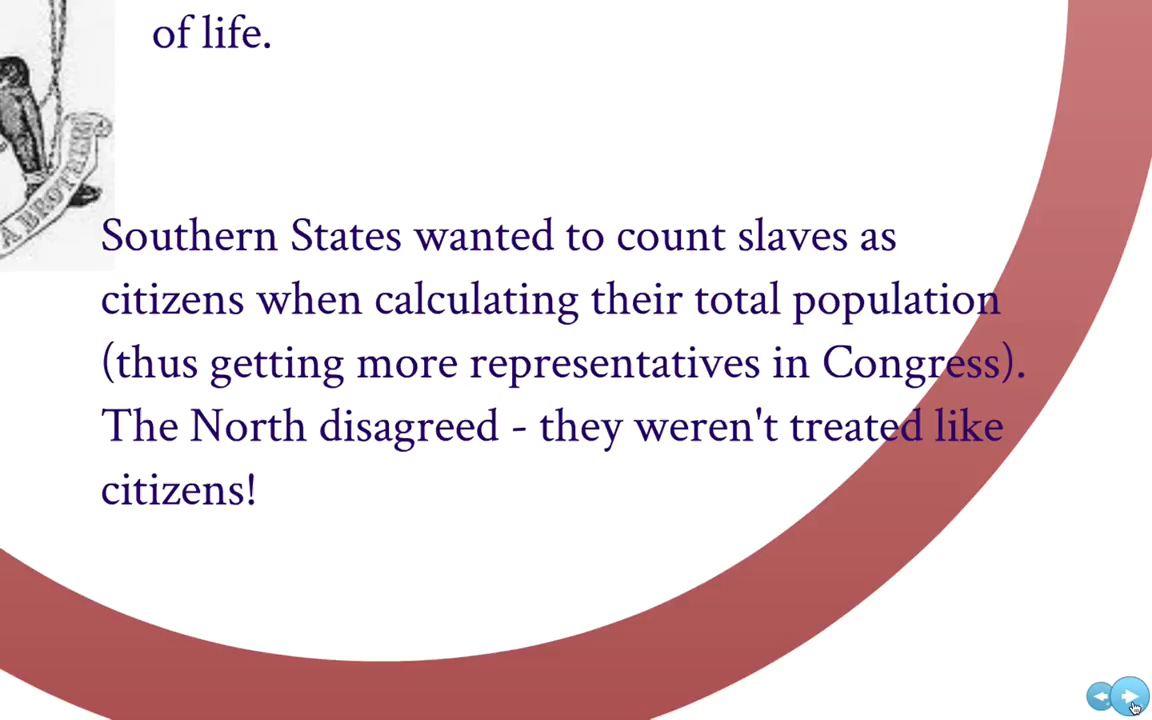 of life.
A BROTHER
Southern States wanted to count slaves as
citizens when calculating their total population
(thus getting more representatives in Congress).
The North disagreed - they weren't treated like
citizens!